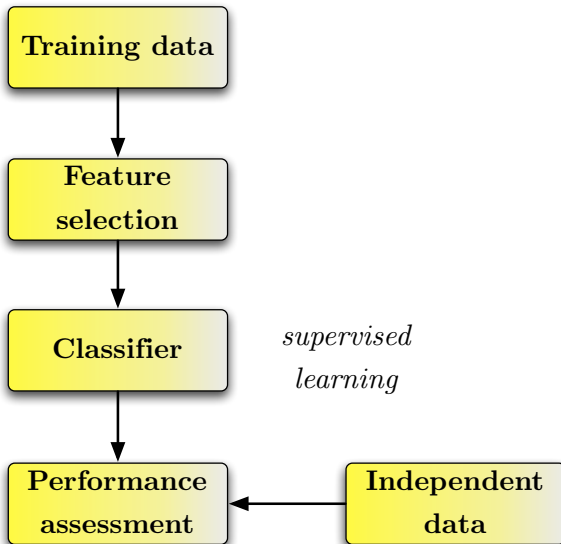 Training data
Feature
selection
Classifier
supervised
learning
Performance
assessment
Independent
data